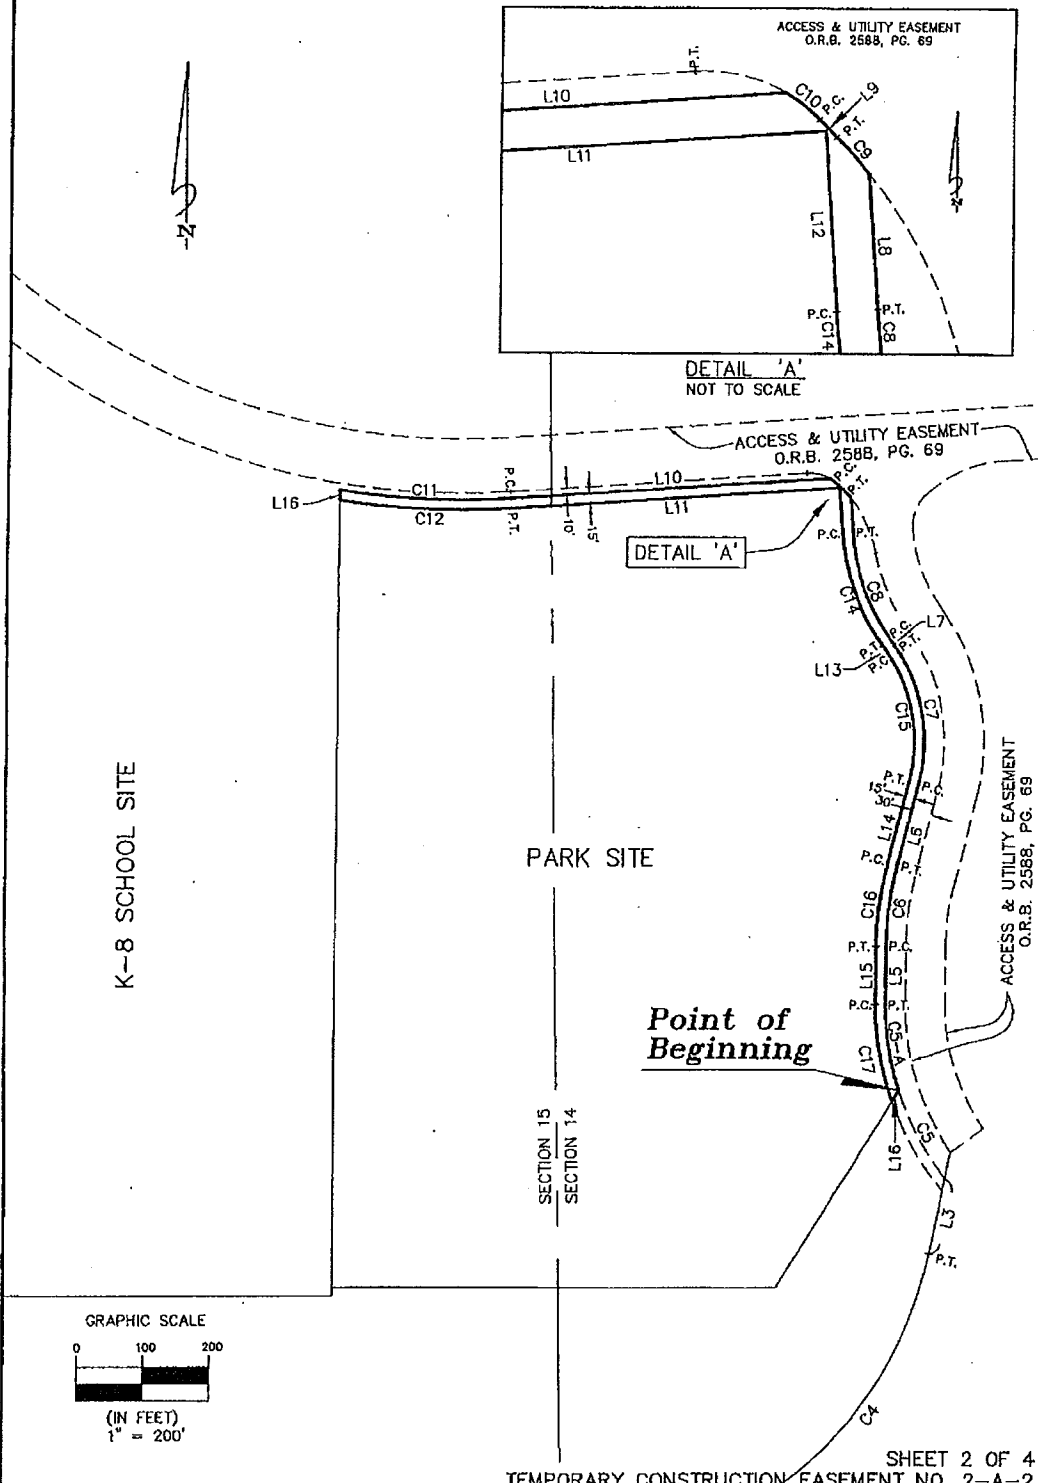 ACCESS & UTILITY EASEMENT
O.R.B. 2588, PG. 69
P.T.
L10
C10
P.C.
L9
P.T.
C9
L11
L12
L8
P.C.
P.T.
C14
C8
N
N
DETAIL 'A'
NOT TO SCALE
ACCESS & UTILITY EASEMENT
O.R.B. 2588, PG. 69
L16
C11
P.C.
L10
P.C.
P.T.
C12
P.T.
10'
15'
L11
DETAIL 'A'
P.C.
P.T.
C14
C8
P.C.
P.T.
L7
L13
P.T.
P.C.
C15
C7
P.T.
15'
30'
P.C.
L14
L6
P.C.
P.T.
C16
C6
P.T.
P.C.
L15
L5
P.C.
P.T.
C17
C5-A
ACCESS & UTILITY EASEMENT
O.R.B. 2588, PG. 69
K-8 SCHOOL SITE
PARK SITE
Point of
Beginning
SECTION 15
SECTION 14
L16
C5
L3
P.T.
C4
GRAPHIC SCALE
0 100 200
(IN FEET)
1" = 200'
SHEET 2 OF 4
TEMPORARY CONSTRUCTION EASEMENT NO. 2-A-2